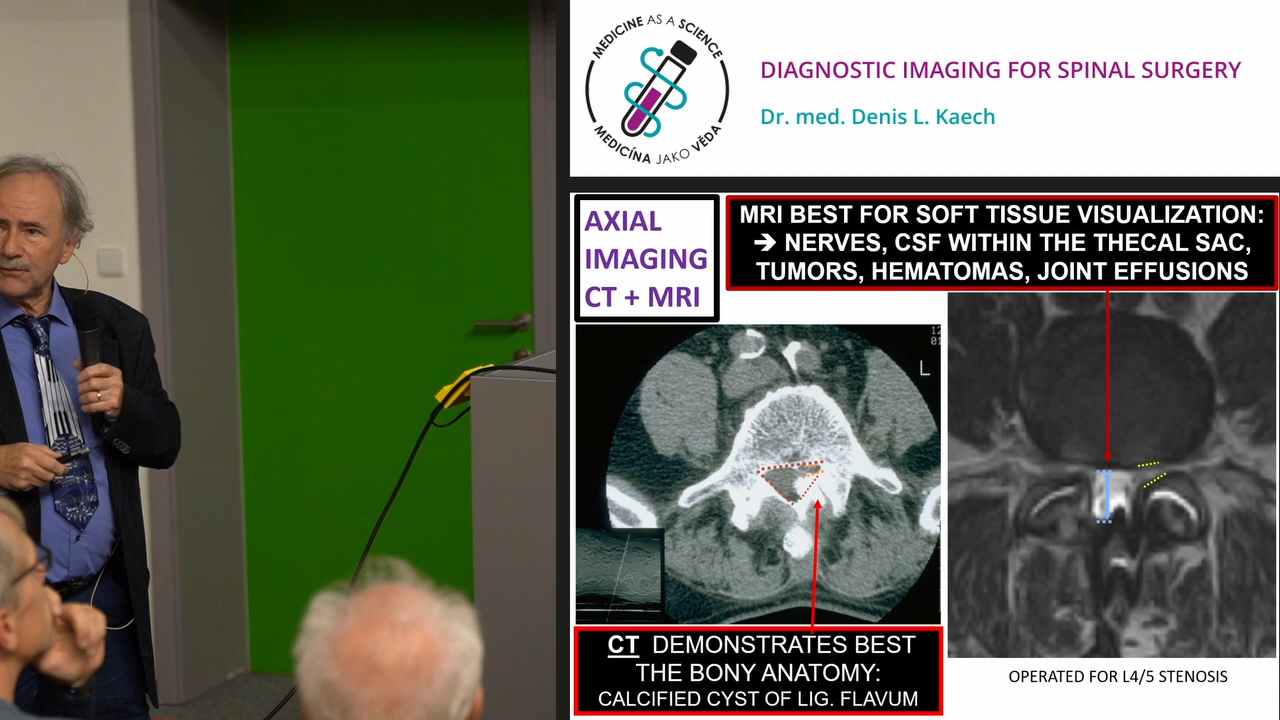 MEDICINE AS A SCIENCE
MEDICÍNA JAKO VĚDA
DIAGNOSTIC IMAGING FOR SPINAL SURGERY
Dr. med. Denis L. Kaech
AXIAL
IMAGING
CT + MRI
MRI BEST FOR SOFT TISSUE VISUALIZATION:
➔ NERVES, CSF WITHIN THE THECAL SAC,
TUMORS, HEMATOMAS, JOINT EFFUSIONS
L
CT DEMONSTRATES BEST
THE BONY ANATOMY:
CALCIFIED CYST OF LIG. FLAVUM
OPERATED FOR L4/5 STENOSIS